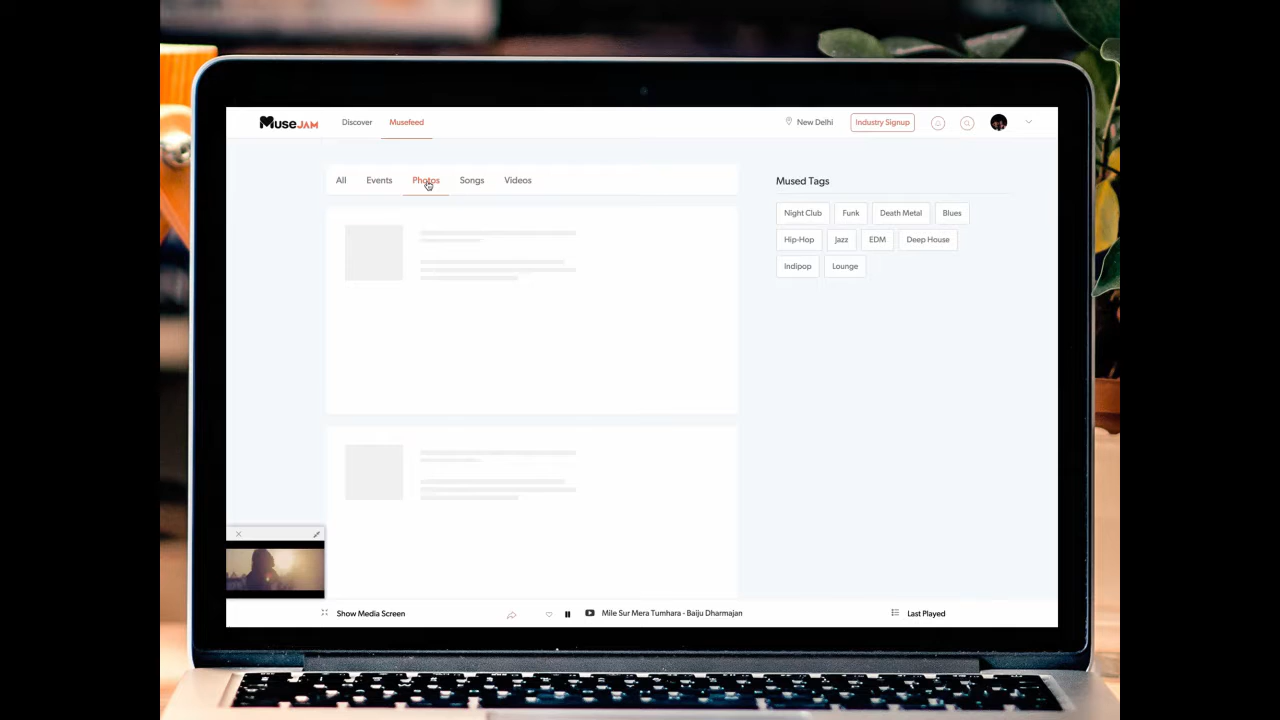 MUSEJAM Discover Musefeed New Delhi Industry Signup
All Events Photos Songs Videos
Mused Tags
Night Club Funk Death Metal Blues
Hip-Hop Jazz EDM Deep House
Indipop Lounge
Show Media Screen Mile Sur Mera Tumhara - Baiju Dharmajan Last Played